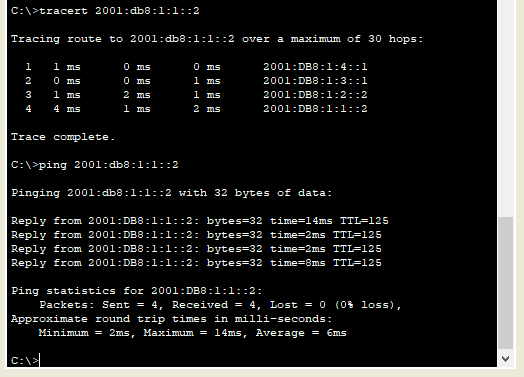 C:\>tracert 2001:db8:1:1::2
Tracing route to 2001:db8:1:1::2 over a maximum of 30 hops:
1 1 ms 0 ms 0 ms 2001:DB8:1:4::1
2 0 ms 0 ms 1 ms 2001:DB8:1:3::1
3 1 ms 2 ms 1 ms 2001:DB8:1:2::2
4 4 ms 1 ms 2 ms 2001:DB8:1:1::2
Trace complete.
C:\>ping 2001:db8:1:1::2
Pinging 2001:db8:1:1::2 with 32 bytes of data:
Reply from 2001:DB8:1:1::2: bytes=32 time=14ms TTL=125
Reply from 2001:DB8:1:1::2: bytes=32 time=2ms TTL=125
Reply from 2001:DB8:1:1::2: bytes=32 time=2ms TTL=125
Reply from 2001:DB8:1:1::2: bytes=32 time=8ms TTL=125
Ping statistics for 2001:DB8:1:1::2:
Packets: Sent = 4, Received = 4, Lost = 0 (0% loss),
Approximate round trip times in milli-seconds:
Minimum = 2ms, Maximum = 14ms, Average = 6ms
C:\>